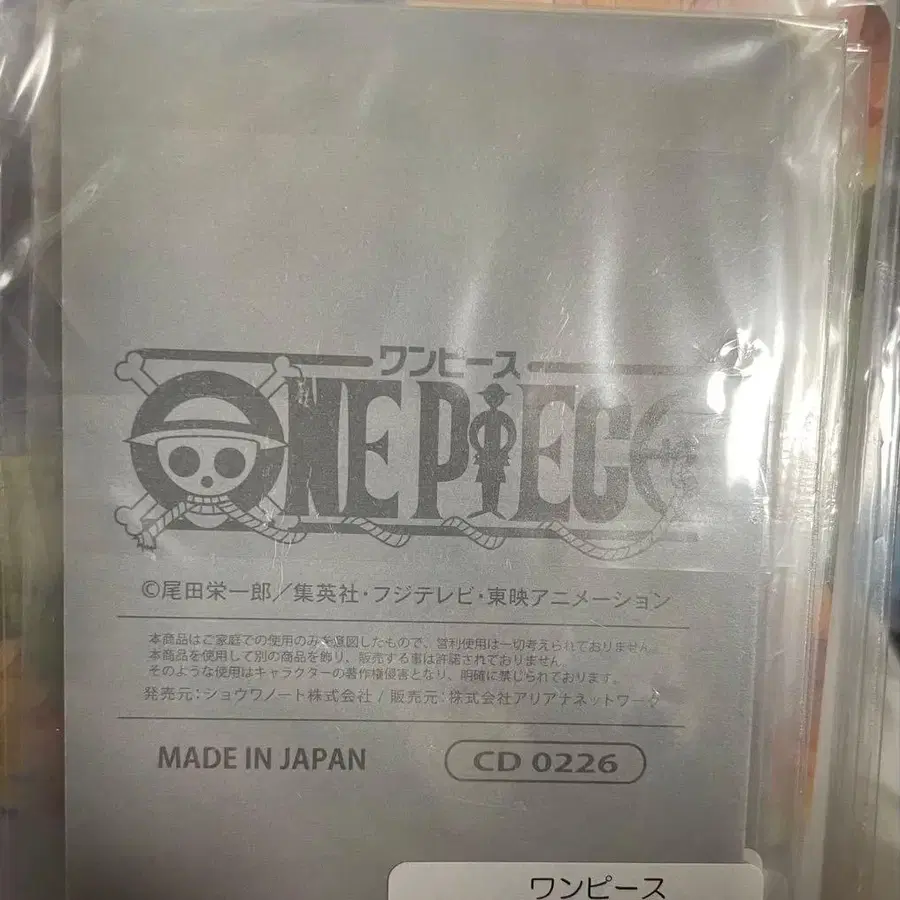 ワンピース
ONE PIECE
©尾田栄一郎／集英社・フジテレビ・東映アニメーション
本商品はご家庭での使用のみを意図したもので、営利使用は一切考えられておりません
本商品を使用して別の商品を飾り、販売する事は許諾されておりません
そのような使用はキャラクターの著作権侵害となり、明確に禁じられております。
発売元：ショウワノート株式会社 / 販売元：株式会社アリアナネットワーク
MADE IN JAPAN
CD 0226
ワンピース